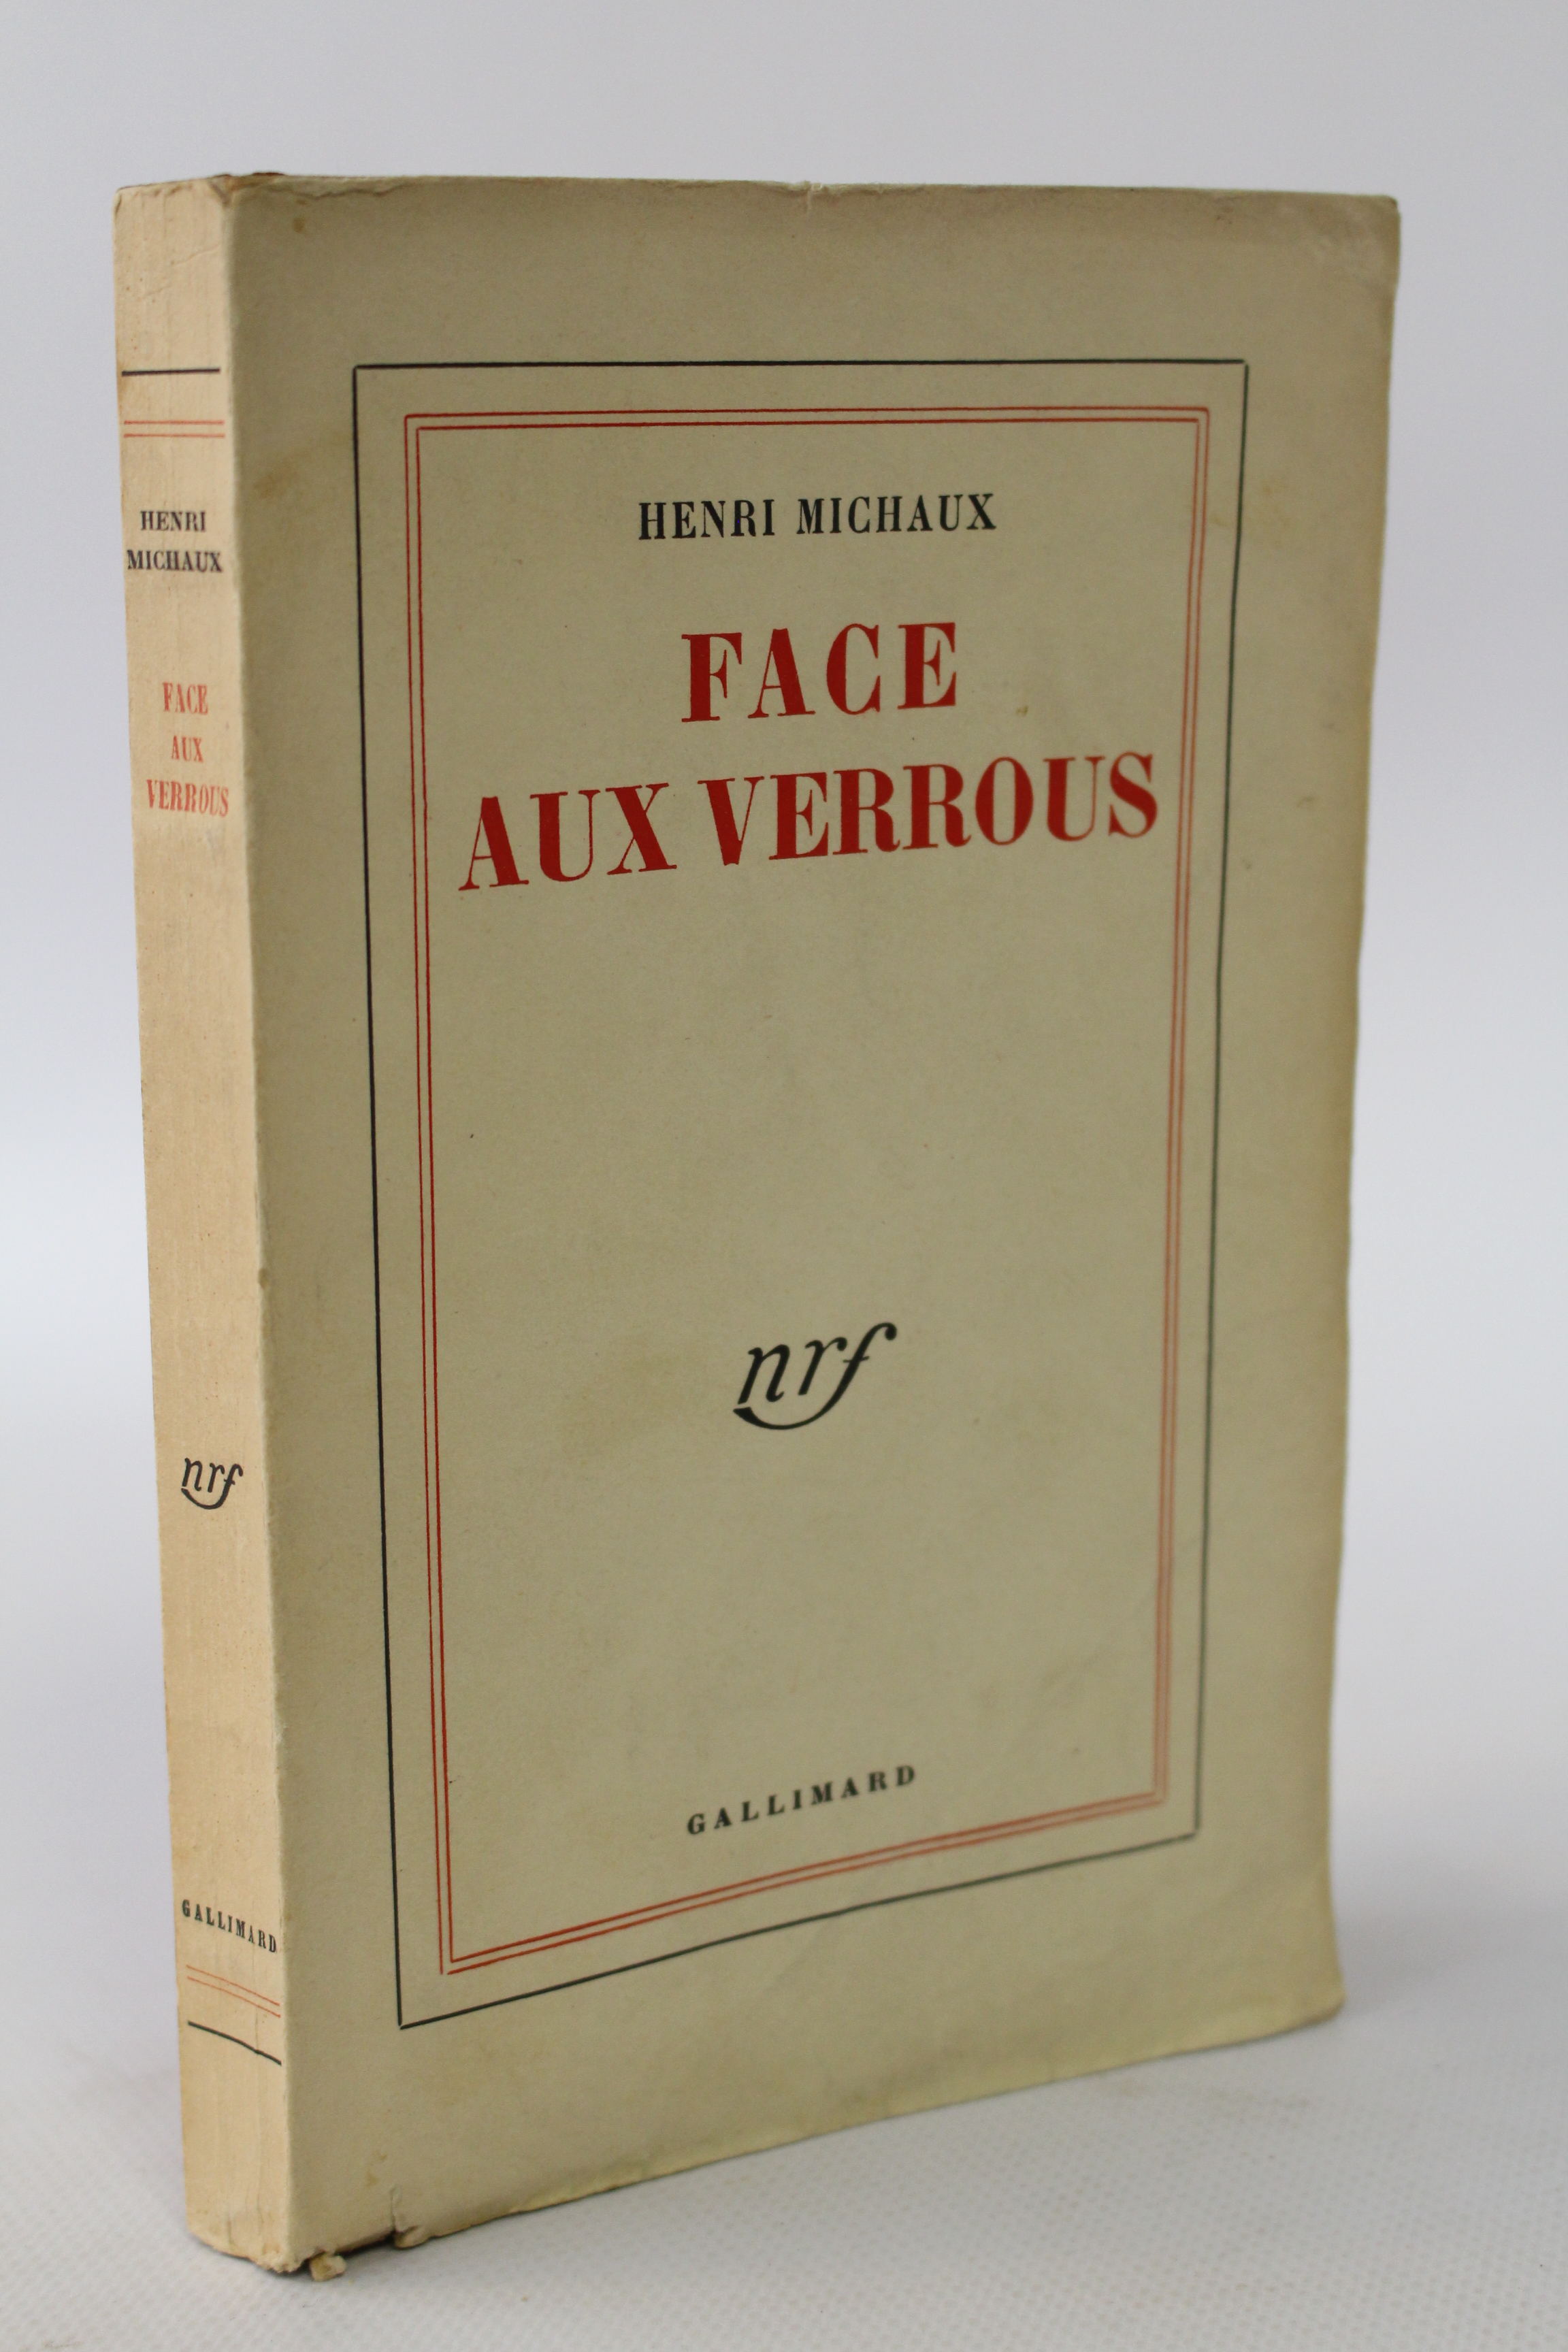 HENRI
MICHAUX
FACE
AUX
VERROUS
nrf
GALLIMARD
HENRI MICHAUX
FACE
AUX VERROUS
nrf
GALLIMARD